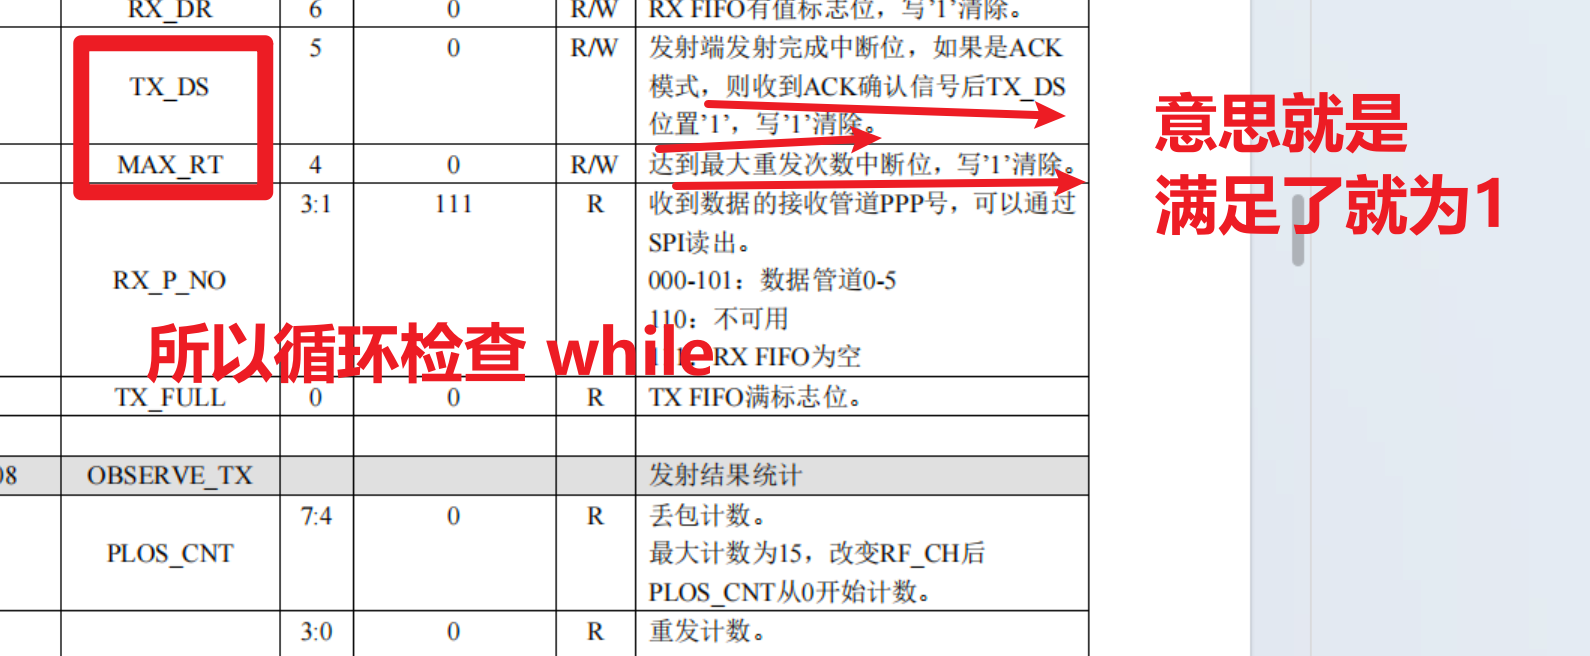 RX_DR 6 0 R/W RX FIFO有值标志位，写’1’清除。
TX_DS 5 0 R/W 发射端发射完成中断位，如果是ACK
模式，则收到ACK确认信号后TX_DS
位置’1’，写’1’清除。
意思就是
满足了就为1
MAX_RT 4 0 R/W 达到最大重发次数中断位，写’1’清除。
RX_P_NO 3:1 111 R 收到数据的接收管道PPP号，可以通过
SPI读出。
000-101：数据管道0-5
110：不可用
所以循环检查 while
RX FIFO为空
TX_FULL 0 0 R TX FIFO满标志位。
08 OBSERVE_TX 发射结果统计
PLOS_CNT 7:4 0 R 丢包计数。
最大计数为15，改变RF_CH后
PLOS_CNT从0开始计数。
3:0 0 R 重发计数。